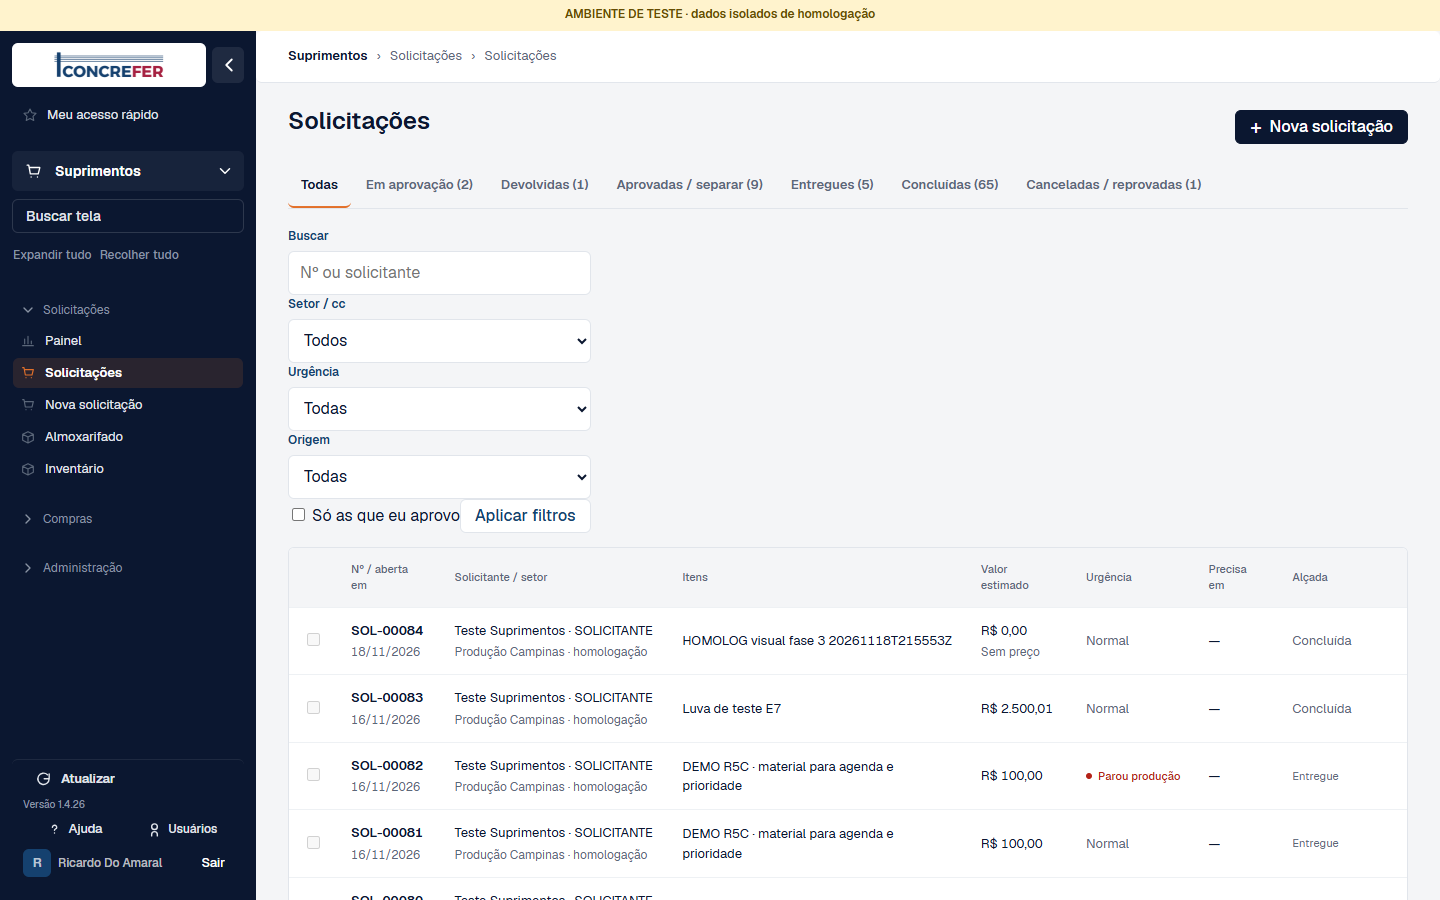 AMBIENTE DE TESTE · dados isolados de homologação
CONCREFER
Meu acesso rápido
Suprimentos
Buscar tela
Expandir tudo Recolher tudo
Solicitações
Painel
Solicitações
Nova solicitação
Almoxarifado
Inventário
Compras
Administração
Atualizar
Versão 1.4.26
? Ajuda Usuários
R Ricardo Do Amaral Sair
Suprimentos › Solicitações › Solicitações
Solicitações
+ Nova solicitação
Todas Em aprovação (2) Devolvidas (1) Aprovadas / separar (9) Entregues (5) Concluídas (65) Canceladas / reprovadas (1)
Buscar
Nº ou solicitante
Setor / cc
Todos
Urgência
Todas
Origem
Todas
Só as que eu aprovo Aplicar filtros
Nº / aberta em Solicitante / setor Itens Valor estimado Urgência Precisa em Alçada
SOL-00084 Teste Suprimentos · SOLICITANTE HOMOLOG visual fase 3 20261118T215553Z R$ 0,00 Normal — Concluída
18/11/2026 Produção Campinas · homologação Sem preço
SOL-00083 Teste Suprimentos · SOLICITANTE Luva de teste E7 R$ 2.500,01 Normal — Concluída
16/11/2026 Produção Campinas · homologação
SOL-00082 Teste Suprimentos · SOLICITANTE DEMO R5C · material para agenda e prioridade R$ 100,00 Parou produção — Entregue
16/11/2026 Produção Campinas · homologação
SOL-00081 Teste Suprimentos · SOLICITANTE DEMO R5C · material para agenda e prioridade R$ 100,00 Normal — Entregue
16/11/2026 Produção Campinas · homologação
SOL-00080 Teste Suprimentos · SOLICITANTE